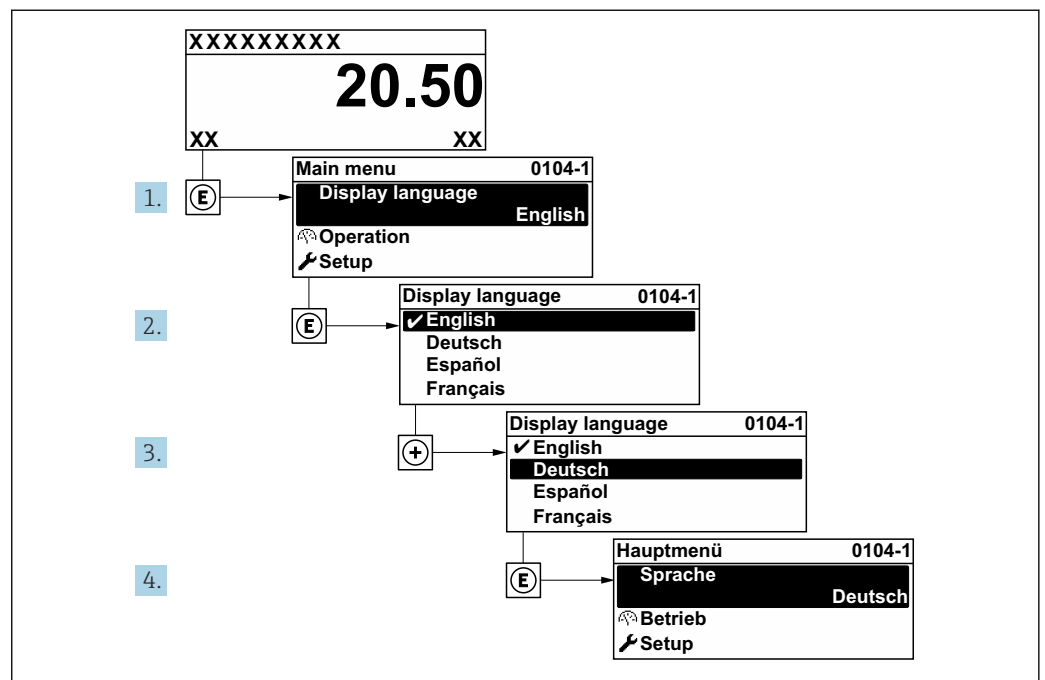 XXXXXXXXX
20.50
XX XX
1. E
Main menu 0104-1
Display language
English
Operation
Setup
2. E
Display language 0104-1
✔English
Deutsch
Español
Français
3. +
Display language 0104-1
✔English
Deutsch
Español
Français
4. E
Hauptmenü 0104-1
Sprache
Deutsch
Betrieb
Setup